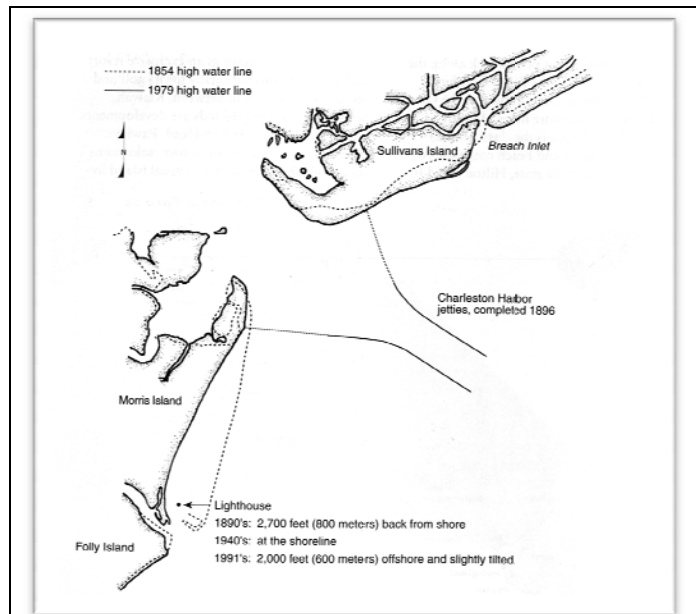 1854 high water line
1979 high water line
N
Sullivans Island
Breach Inlet
Charleston Harbor
jetties, completed 1896
Morris Island
Lighthouse
1890's: 2,700 feet (800 meters) back from shore
1940's: at the shoreline
1991's: 2,000 feet (600 meters) offshore and slightly tilted
Folly Island